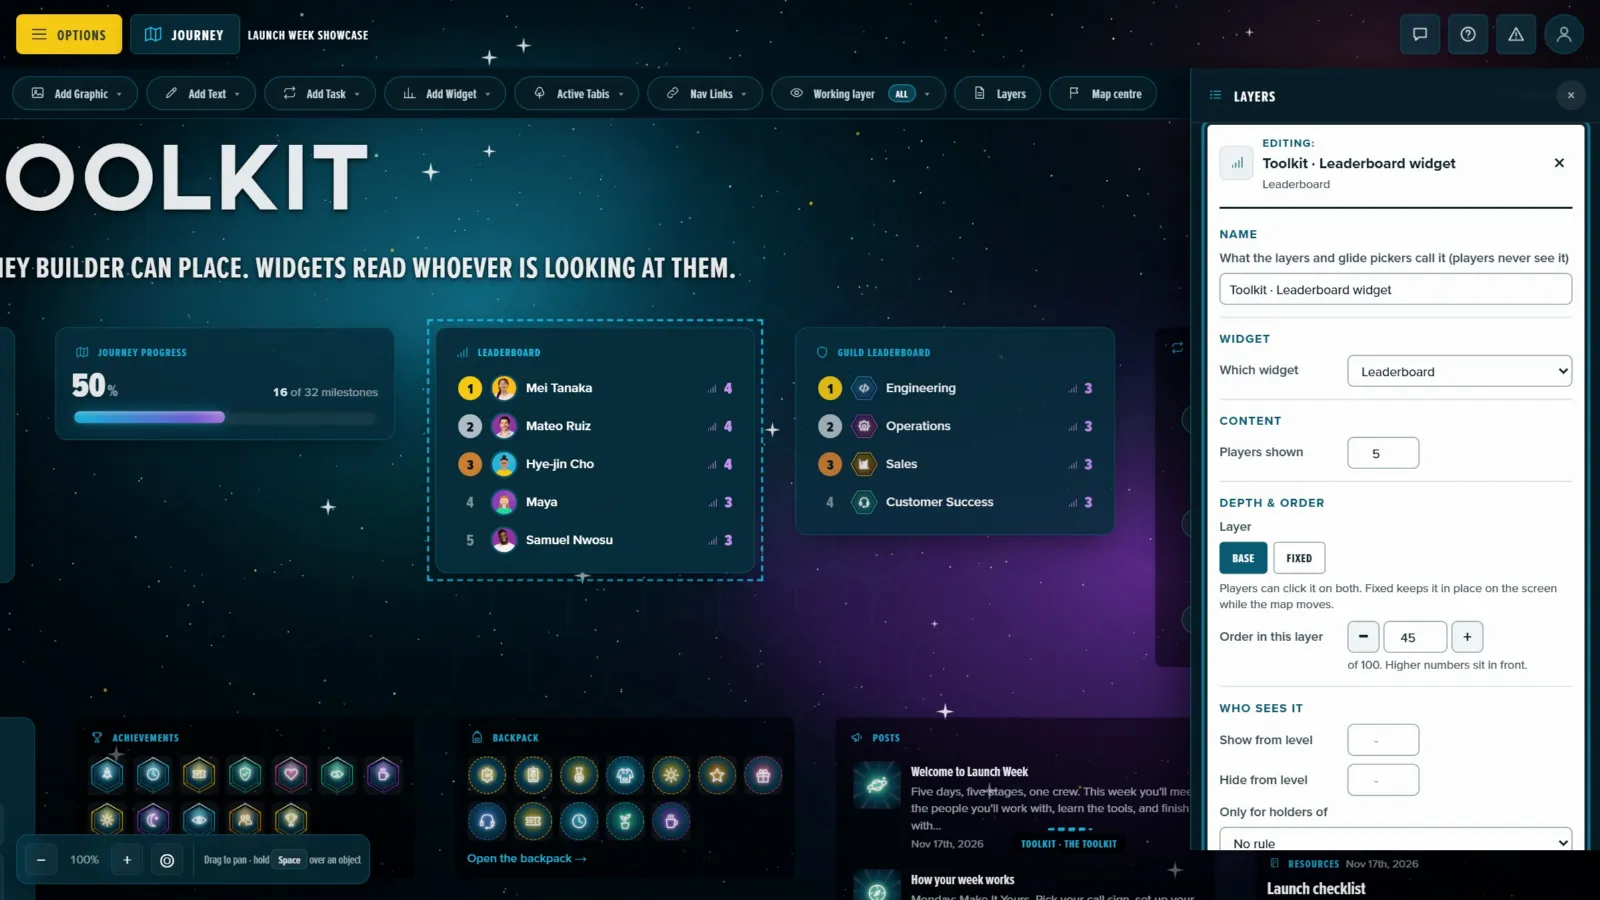 OPTIONS
JOURNEY
LAUNCH WEEK SHOWCASE
Add Graphic
Add Text
Add Task
Add Widget
Active Tabis
Nav Links
Working layer
ALL
Layers
Map centre
OOLKIT
EY BUILDER CAN PLACE. WIDGETS READ WHOEVER IS LOOKING AT THEM.
JOURNEY PROGRESS
50%
16 of 32 milestones
LEADERBOARD
1 Mei Tanaka 4
2 Mateo Ruiz 4
3 Hye-jin Cho 4
4 Maya 3
5 Samuel Nwosu 3
GUILD LEADERBOARD
1 Engineering 3
2 Operations 3
3 Sales 3
4 Customer Success 3
ACHIEVEMENTS
BACKPACK
Open the backpack →
POSTS
Welcome to Launch Week
Five days, five stages, one crew. This week you'll mee
the people you'll work with, learn the tools, and finish
with...
Nov 17th, 2026
TOOLKIT · THE TOOLKIT
How your week works
Monday: Make It Yours. Pick your call sign, set up your
− 100% +
Drag to pan · hold Space over an object
LAYERS
EDITING:
Toolkit · Leaderboard widget
Leaderboard
NAME
What the layers and glide pickers call it (players never see it)
Toolkit · Leaderboard widget
WIDGET
Which widget
Leaderboard
CONTENT
Players shown
5
DEPTH & ORDER
Layer
BASE
FIXED
Players can click it on both. Fixed keeps it in place on the screen
while the map moves.
Order in this layer
− 45 +
of 100. Higher numbers sit in front.
WHO SEES IT
Show from level
-
Hide from level
-
Only for holders of
No rule
RESOURCES Nov 17th, 2026
Launch checklist